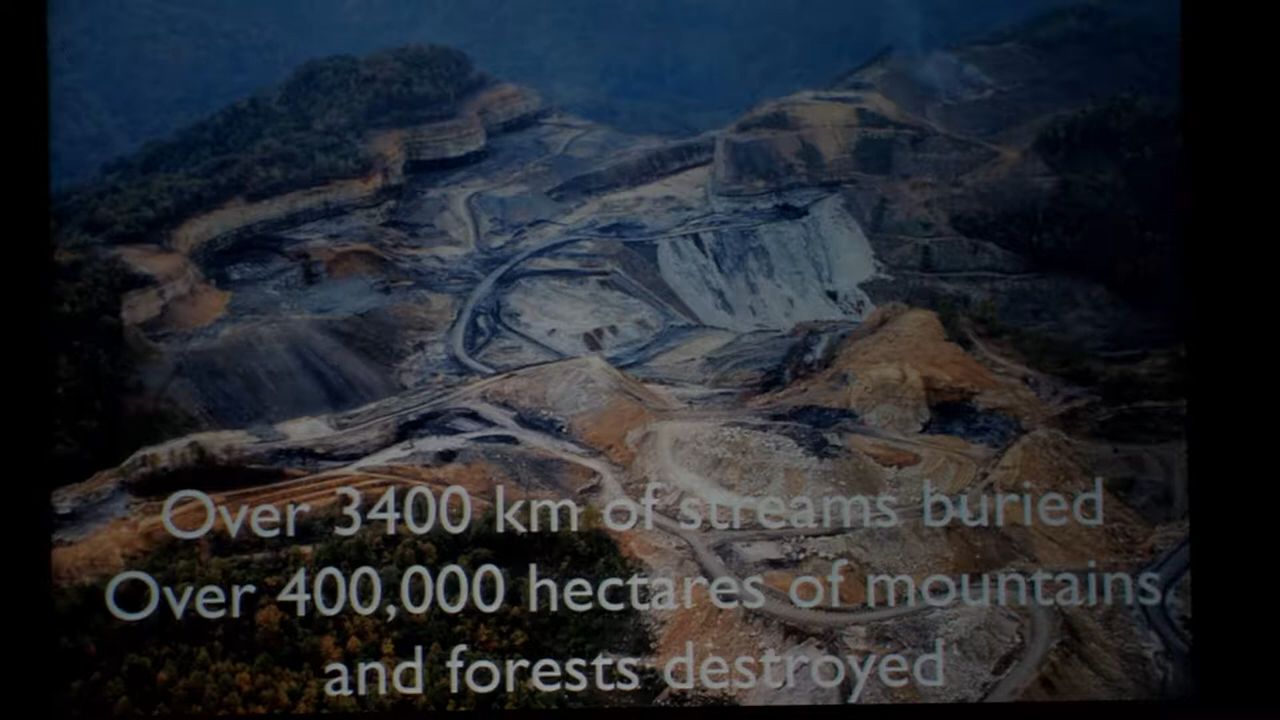 Over 3400 km of streams buried
Over 400,000 hectares of mountains
and forests destroyed